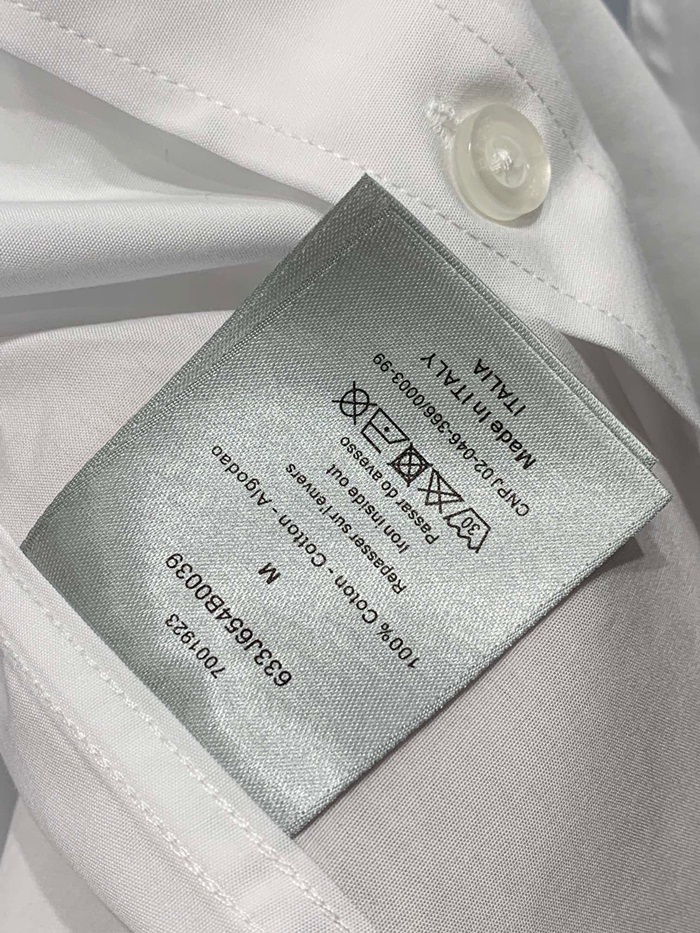 7001923
633J654B0039
M
100% Coton - Cotton - Algodao
Repasser sur l'envers
Iron inside out
Passar do avesso
30
CNPJ 02-046-366/0003-99
Made In ITALY
ITALIA